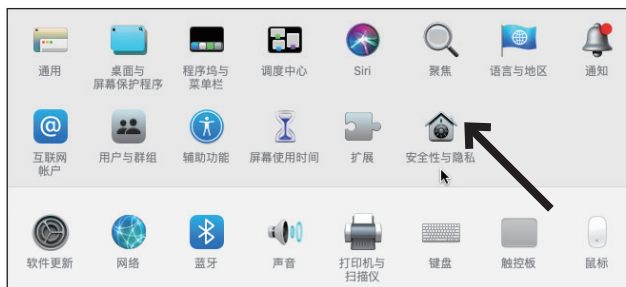 通用
桌面与
屏幕保护程序
程序坞与
菜单栏
调度中心
Siri
聚焦
语言与地区
通知
互联网
帐户
用户与群组
辅助功能
屏幕使用时间
扩展
安全性与隐私
软件更新
网络
蓝牙
声音
打印机与
扫描仪
键盘
触控板
鼠标